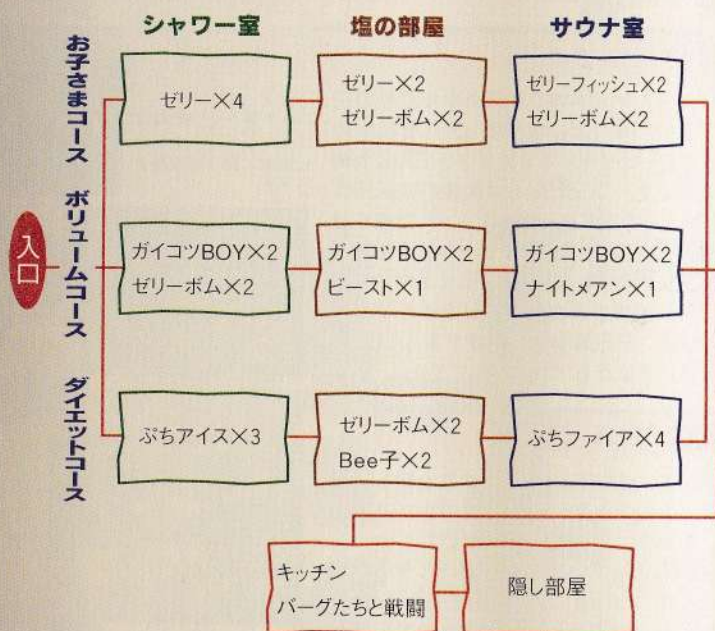 シャワー室
塩の部屋
サウナ室
お子さまコース
ゼリー×4
ゼリー×2
ゼリーボム×2
ゼリーフィッシュ×2
ゼリーボム×2
入口
ボリュームコース
ガイコツBOY×2
ゼリーボム×2
ガイコツBOY×2
ビースト×1
ガイコツBOY×2
ナイトメアン×1
ダイエットコース
ぷちアイス×3
ゼリーボム×2
Bee子×2
ぷちファイア×4
キッチン
バーグたちと戦闘
隠し部屋